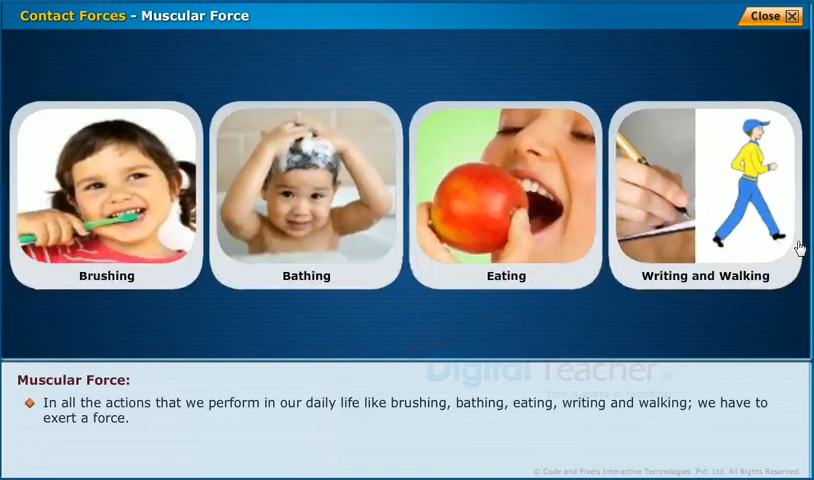 Contact Forces - Muscular Force
Close
Brushing
Bathing
Eating
Writing and Walking
Digital Teacher
Muscular Force:
In all the actions that we perform in our daily life like brushing, bathing, eating, writing and walking; we have to
exert a force.
© Code and Pixels Interactive Technologies Pvt. Ltd. All Rights Reserved.